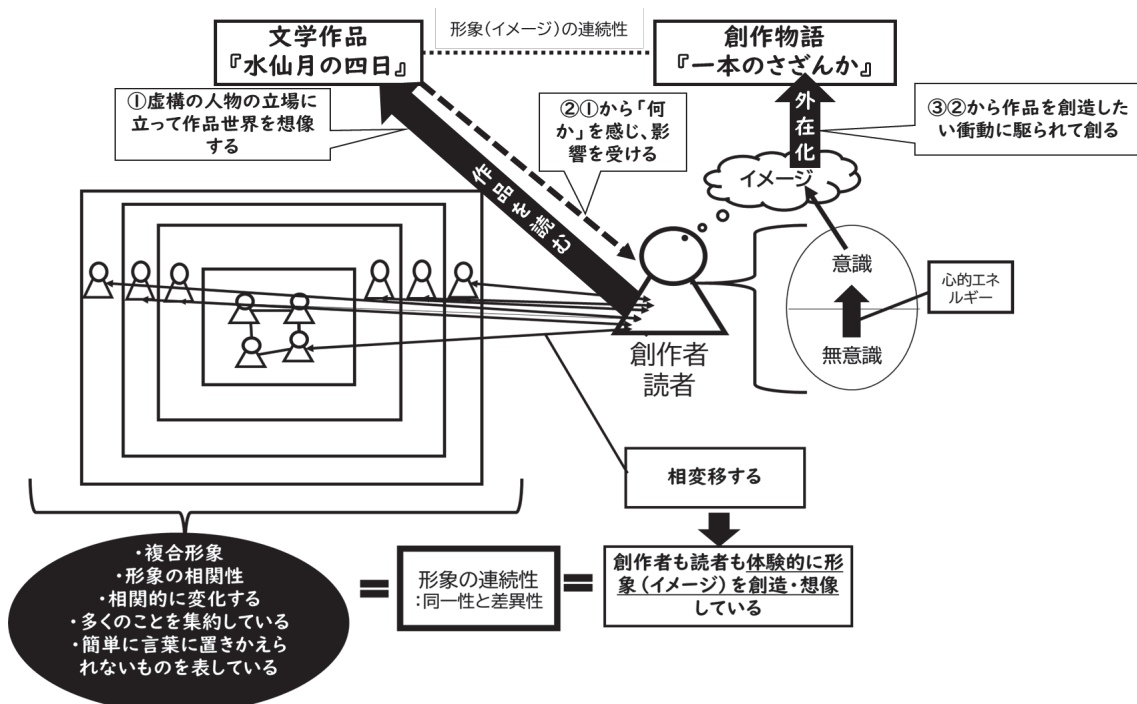 形象(イメージ)の連続性
文学作品
『水仙月の四日』
創作物語
『一本のさざんか』
①虚構の人物の立場に
立って作品世界を想像
する
②①から「何
か」を感じ、影
響を受ける
外在化
③②から作品を創造した
い衝動に駆られて創る
作品を読む
イメージ
意識
心的エネ
ルギー
無意識
創作者
読者
相変移する
・複合形象
・形象の相関性
・相関的に変化する
・多くのことを集約している
・簡単に言葉に置きかえら
れないものを表している
=
形象の連続性
:同一性と差異性
=
創作者も読者も体験的に形
象(イメージ)を創造・想像
している